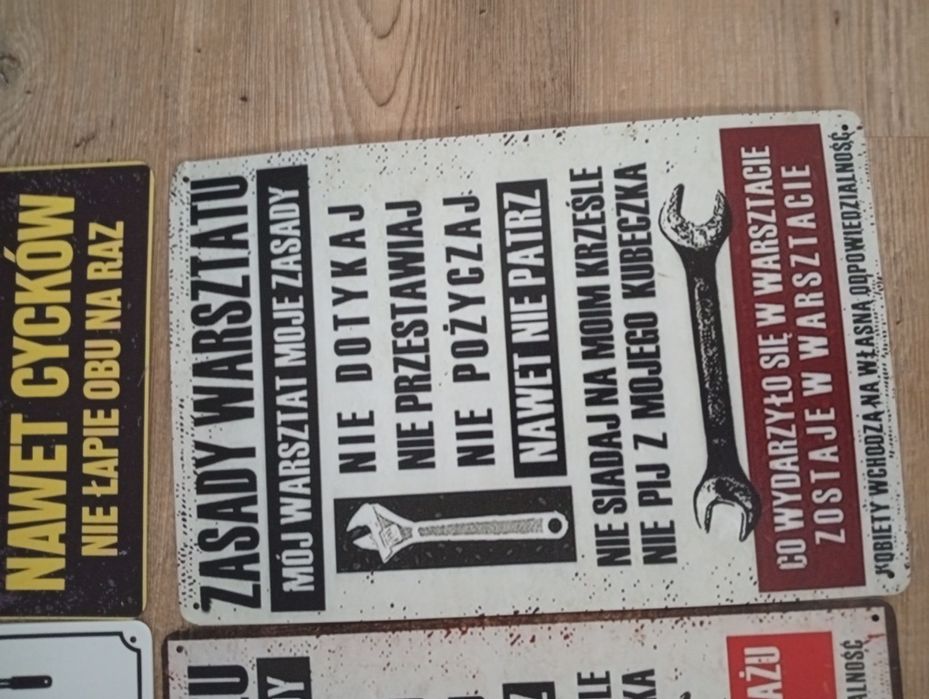 NAWET CYCKÓW
NIE ŁAPIE OBU NA RAZ
ZASADY WARSZTATU
MÓJ WARSZTAT MOJE ZASADY
NIE DOTYKAJ
NIE PRZESTAWIAJ
NIE POŻYCZAJ
NAWET NIE PATRZ
NIE SIADAJ NA MOIM KRZEŚLE
NIE PIJ Z MOJEGO KUBECZKA
CO WYDARZYŁO SIĘ W WARSZTACIE
ZOSTAJE W WARSZTACIE
KOBIETY WCHODZĄ NA WŁASNĄ ODPOWIEDZIALNOŚĆ.